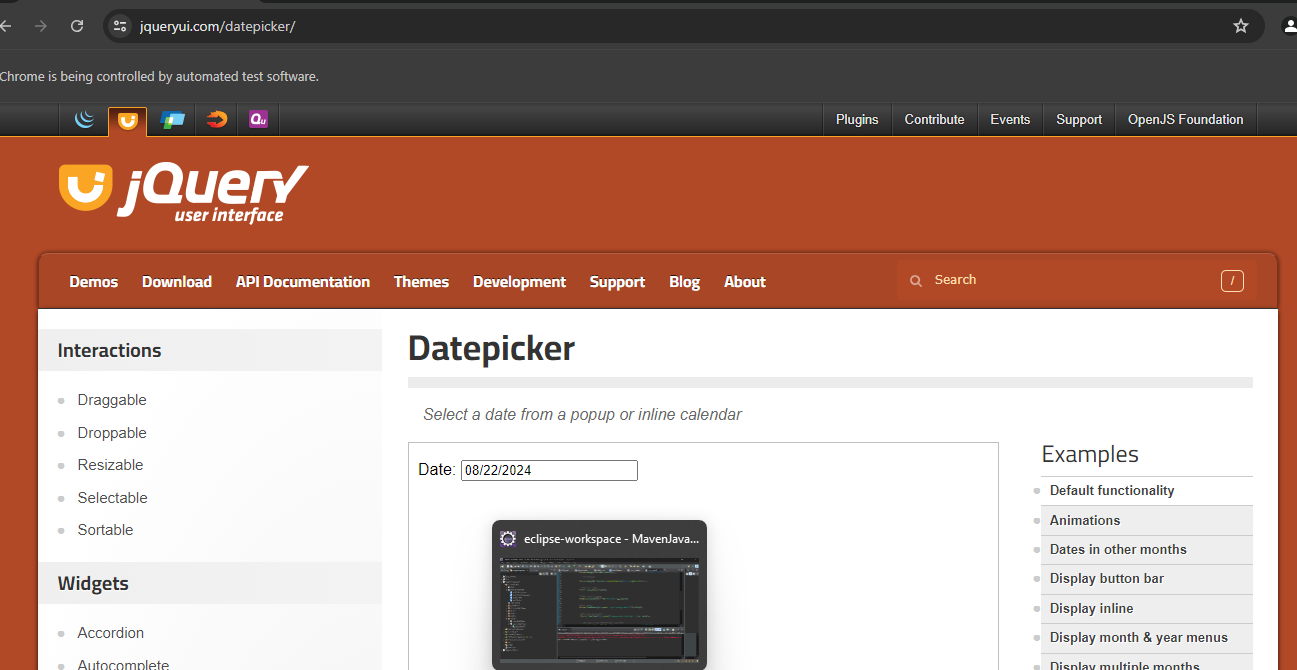 jqueryui.com/datepicker/
Chrome is being controlled by automated test software.
Qu
Plugins
Contribute
Events
Support
OpenJS Foundation
jQuery
user interface
Demos
Download
API Documentation
Themes
Development
Support
Blog
About
Search
/
Interactions
Draggable
Droppable
Resizable
Selectable
Sortable
Widgets
Accordion
Autocomplete
Datepicker
Select a date from a popup or inline calendar
Date: 08/22/2024
eclipse-workspace - MavenJava...
Examples
Default functionality
Animations
Dates in other months
Display button bar
Display inline
Display month & year menus
Display multiple months